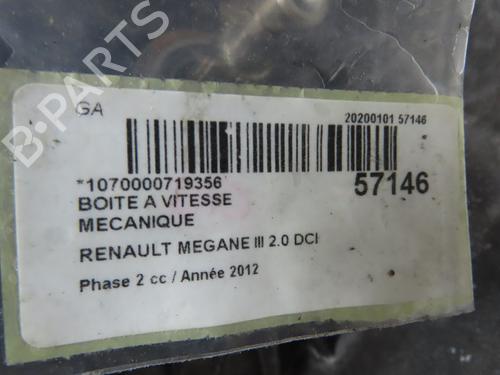 GA
20200101 57146
*1070000719356
57146
BOITE A VITESSE
MECANIQUE
RENAULT MEGANE III 2.0 DCI
Phase 2 cc / Année 2012
B-PARTS